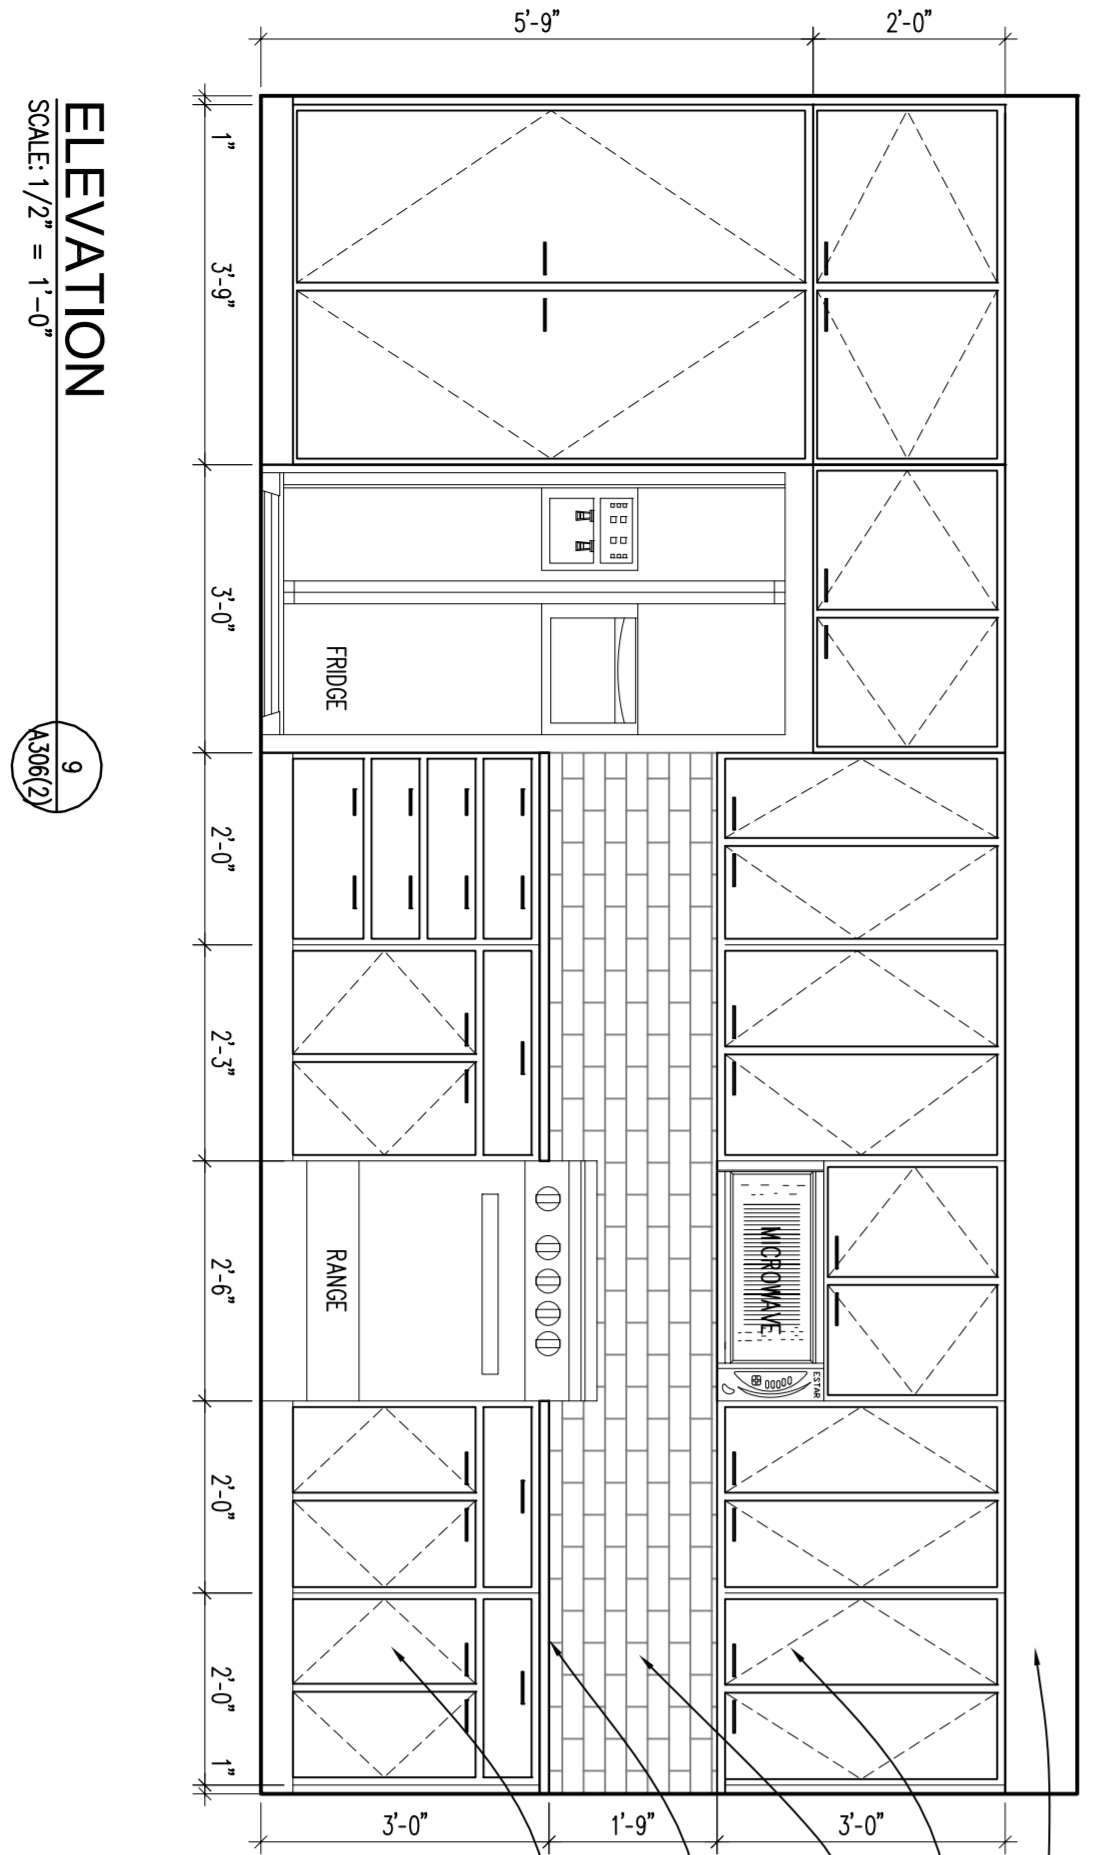 5'-9"
2'-0"
1"
3'-9"
3'-0"
2'-0"
2'-3"
2'-6"
2'-0"
2'-0"
1"
FRIDGE
RANGE
MICROWAVE
ESTAR
3'-0"
1'-9"
3'-0"
ELEVATION
SCALE: 1/2" = 1'-0"
9
A306(2)